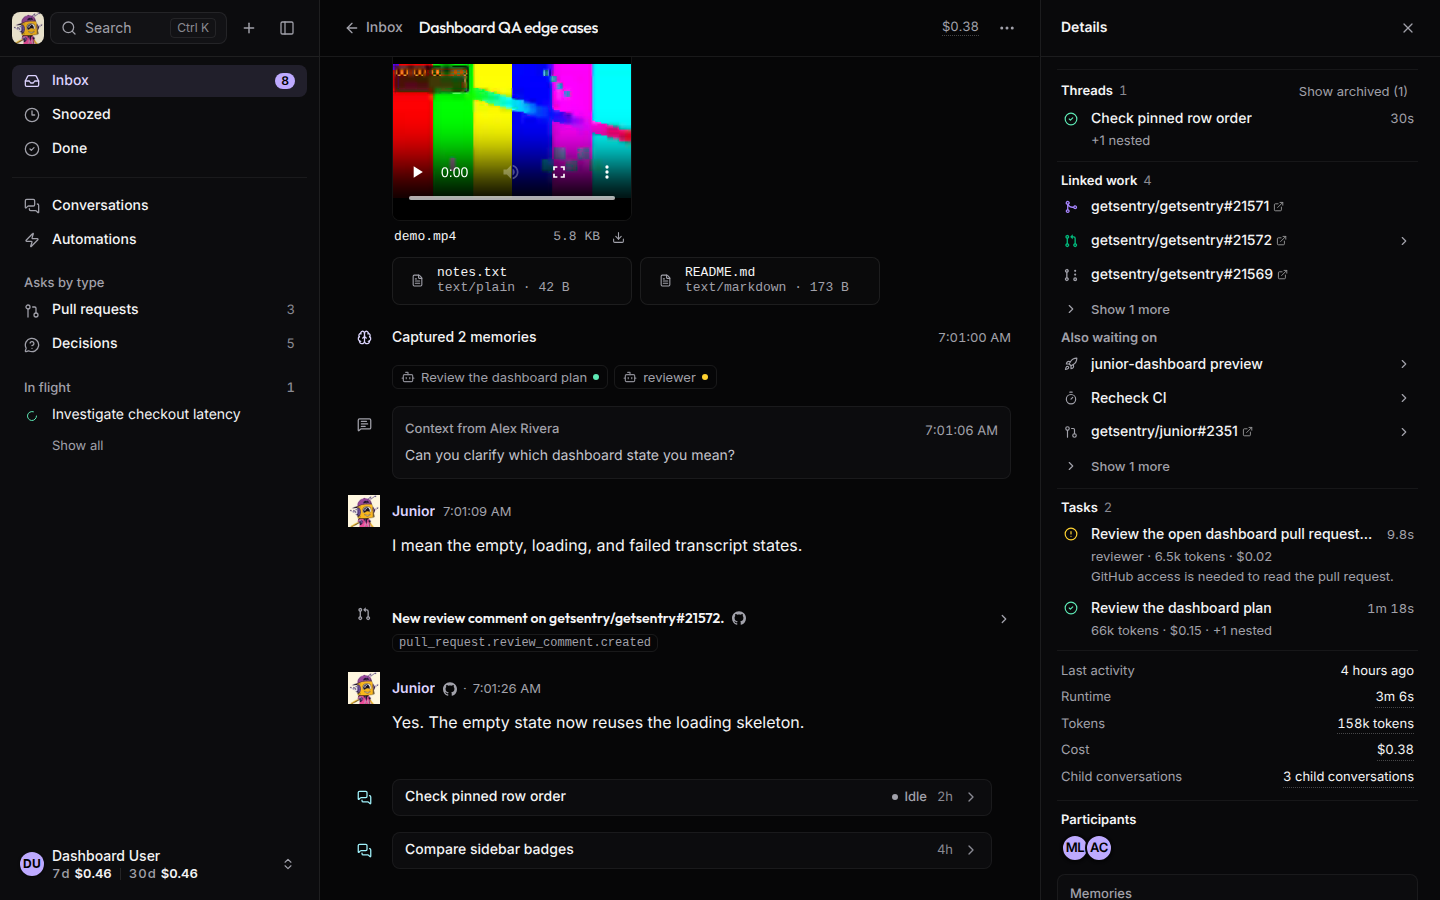 Search
Ctrl K
Inbox
8
Snoozed
Done
Conversations
Automations
Asks by type
Pull requests
3
Decisions
5
In flight
1
Investigate checkout latency
Show all
DU
Dashboard User
7d $0.46
30d $0.46
Inbox
Dashboard QA edge cases
$0.38
0:00
demo.mp4
5.8 KB
notes.txt
text/plain · 42 B
README.md
text/markdown · 173 B
Captured 2 memories
7:01:00 AM
Review the dashboard plan
reviewer
Context from Alex Rivera
7:01:06 AM
Can you clarify which dashboard state you mean?
Junior
7:01:09 AM
I mean the empty, loading, and failed transcript states.
New review comment on getsentry/getsentry#21572.
pull_request.review_comment.created
Junior
· 7:01:26 AM
Yes. The empty state now reuses the loading skeleton.
Check pinned row order
Idle
2h
Compare sidebar badges
4h
Details
Threads 1
Show archived (1)
Check pinned row order
30s
+1 nested
Linked work 4
getsentry/getsentry#21571
getsentry/getsentry#21572
getsentry/getsentry#21569
Show 1 more
Also waiting on
junior-dashboard preview
Recheck CI
getsentry/junior#2351
Show 1 more
Tasks 2
Review the open dashboard pull request...
9.8s
reviewer · 6.5k tokens · $0.02
GitHub access is needed to read the pull request.
Review the dashboard plan
1m 18s
66k tokens · $0.15 · +1 nested
Last activity
4 hours ago
Runtime
3m 6s
Tokens
158k tokens
Cost
$0.38
Child conversations
3 child conversations
Participants
ML
AC
Memories